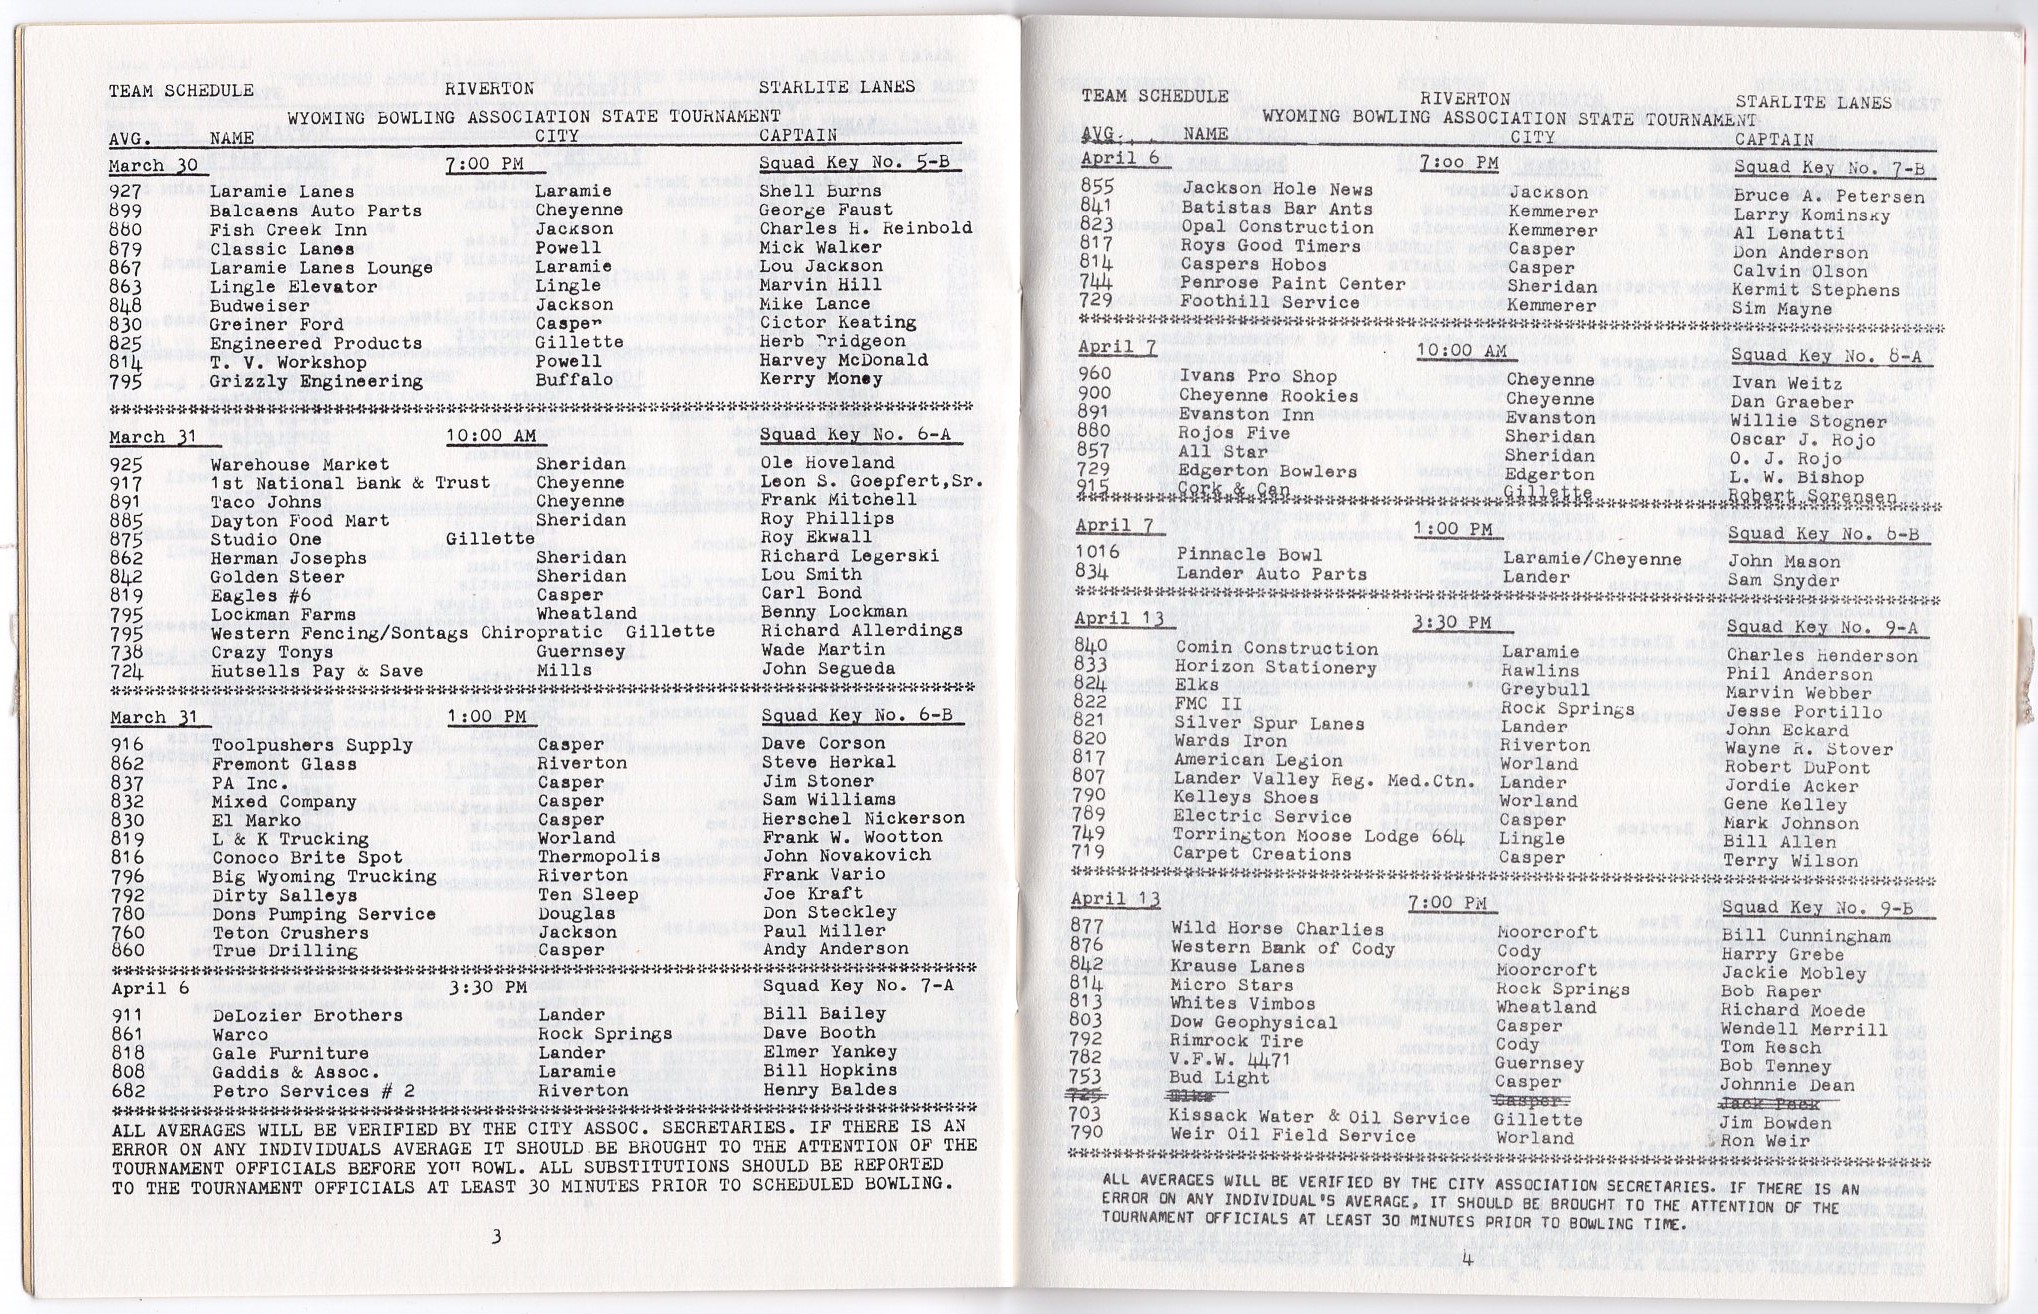 TEAM SCHEDULE RIVERTON STARLITE LANES
WYOMING BOWLING ASSOCIATION STATE TOURNAMENT
AVG. NAME CITY CAPTAIN
March 30 7:00 PM Squad Key No. 5-B
927 Laramie Lanes Laramie Shell Burns
899 Balcaens Auto Parts Cheyenne George Faust
880 Fish Creek Inn Jackson Charles H. Reinbold
879 Classic Lanes Powell Mick Walker
867 Laramie Lanes Lounge Laramie Lou Jackson
863 Lingle Elevator Lingle Marvin Hill
848 Budweiser Jackson Mike Lance
830 Greiner Ford Casper Cictor Keating
825 Engineered Products Gillette Herb Bridgeon
814 T. V. Workshop Powell Harvey McDonald
795 Grizzly Engineering Buffalo Kerry Money
March 31 10:00 AM Squad Key No. 6-A
925 Warehouse Market Sheridan Ole Hoveland
917 1st National Bank & Trust Cheyenne Leon S. Goepfert,Sr.
891 Taco Johns Cheyenne Frank Mitchell
885 Dayton Food Mart Sheridan Roy Phillips
875 Studio One Gillette Roy Ekwall
862 Herman Josephs Sheridan Richard Legerski
842 Golden Steer Sheridan Lou Smith
819 Eagles #6 Casper Carl Bond
795 Lockman Farms Wheatland Benny Lockman
795 Western Fencing/Sontags Chiropratic Gillette Richard Allerdings
738 Crazy Tonys Guernsey Wade Martin
724 Hutsells Pay & Save Mills John Segueda
March 31 1:00 PM Squad Key No. 6-B
916 Toolpushers Supply Casper Dave Corson
862 Fremont Glass Riverton Steve Herkal
837 PA Inc. Casper Jim Stoner
832 Mixed Company Casper Sam Williams
830 El Marko Casper Herschel Nickerson
819 L & K Trucking Worland Frank W. Wootton
816 Conoco Brite Spot Thermopolis John Novakovich
796 Big Wyoming Trucking Riverton Frank Vario
792 Dirty Salleys Ten Sleep Joe Kraft
780 Dons Pumping Service Douglas Don Steckley
760 Teton Crushers Jackson Paul Miller
860 True Drilling Casper Andy Anderson
April 6 3:30 PM Squad Key No. 7-A
911 DeLozier Brothers Lander Bill Bailey
861 Warco Rock Springs Dave Booth
818 Gale Furniture Lander Elmer Yankey
808 Gaddis & Assoc. Laramie Bill Hopkins
682 Petro Services # 2 Riverton Henry Baldes
ALL AVERAGES WILL BE VERIFIED BY THE CITY ASSOC. SECRETARIES. IF THERE IS AN
ERROR ON ANY INDIVIDUALS AVERAGE IT SHOULD BE BROUGHT TO THE ATTENTION OF THE
TOURNAMENT OFFICIALS BEFORE YOU BOWL. ALL SUBSTITUTIONS SHOULD BE REPORTED
TO THE TOURNAMENT OFFICIALS AT LEAST 30 MINUTES PRIOR TO SCHEDULED BOWLING.
3
TEAM SCHEDULE RIVERTON STARLITE LANES
WYOMING BOWLING ASSOCIATION STATE TOURNAMENT
AVG. NAME CITY CAPTAIN
April 6 7:00 PM Squad Key No. 7-B
855 Jackson Hole News Jackson Bruce A. Petersen
841 Batistas Bar Ants Kemmerer Larry Kominsky
823 Opal Construction Kemmerer Al Lenatti
817 Roys Good Timers Casper Don Anderson
814 Caspers Hobos Casper Calvin Olson
744 Penrose Paint Center Sheridan Kermit Stephens
729 Foothill Service Kemmerer Sim Mayne
April 7 10:00 AM Squad Key No. 8-A
960 Ivans Pro Shop Cheyenne Ivan Weitz
900 Cheyenne Rookies Cheyenne Dan Graeber
891 Evanston Inn Evanston Willie Stogner
880 Rojos Five Sheridan Oscar J. Rojo
857 All Star Sheridan O. J. Rojo
729 Edgerton Bowlers Edgerton L. W. Bishop
915 Cork & Can Gillette Robert Sorensen
April 7 1:00 PM Squad Key No. 8-B
1016 Pinnacle Bowl Laramie/Cheyenne John Mason
834 Lander Auto Parts Lander Sam Snyder
April 13 3:30 PM Squad Key No. 9-A
840 Comin Construction Laramie Charles Henderson
833 Horizon Stationery Rawlins Phil Anderson
824 Elks Greybull Marvin Webber
822 FMC II Rock Springs Jesse Portillo
821 Silver Spur Lanes Lander John Eckard
820 Wards Iron Riverton Wayne R. Stover
817 American Legion Worland Robert DuPont
807 Lander Valley Reg. Med.Ctn. Lander Jordie Acker
790 Kelleys Shoes Worland Gene Kelley
789 Electric Service Casper Mark Johnson
749 Torrington Moose Lodge 664 Lingle Bill Allen
719 Carpet Creations Casper Terry Wilson
April 13 7:00 PM Squad Key No. 9-B
877 Wild Horse Charlies Moorcroft Bill Cunningham
876 Western Bank of Cody Cody Harry Grebe
842 Krause Lanes Moorcroft Jackie Mobley
814 Micro Stars Rock Springs Bob Raper
813 Whites Vimbos Wheatland Richard Moede
803 Dow Geophysical Casper Wendell Merrill
792 Rimrock Tire Cody Tom Resch
782 V.F.W. 4471 Guernsey Bob Tenney
753 Bud Light Casper Johnnie Dean
725 Elks Casper Jack Peek
703 Kissack Water & Oil Service Gillette Jim Bowden
790 Weir Oil Field Service Worland Ron Weir
ALL AVERAGES WILL BE VERIFIED BY THE CITY ASSOCIATION SECRETARIES. IF THERE IS AN
ERROR ON ANY INDIVIDUAL'S AVERAGE, IT SHOULD BE BROUGHT TO THE ATTENTION OF THE
TOURNAMENT OFFICIALS AT LEAST 30 MINUTES PRIOR TO BOWLING TIME.
4